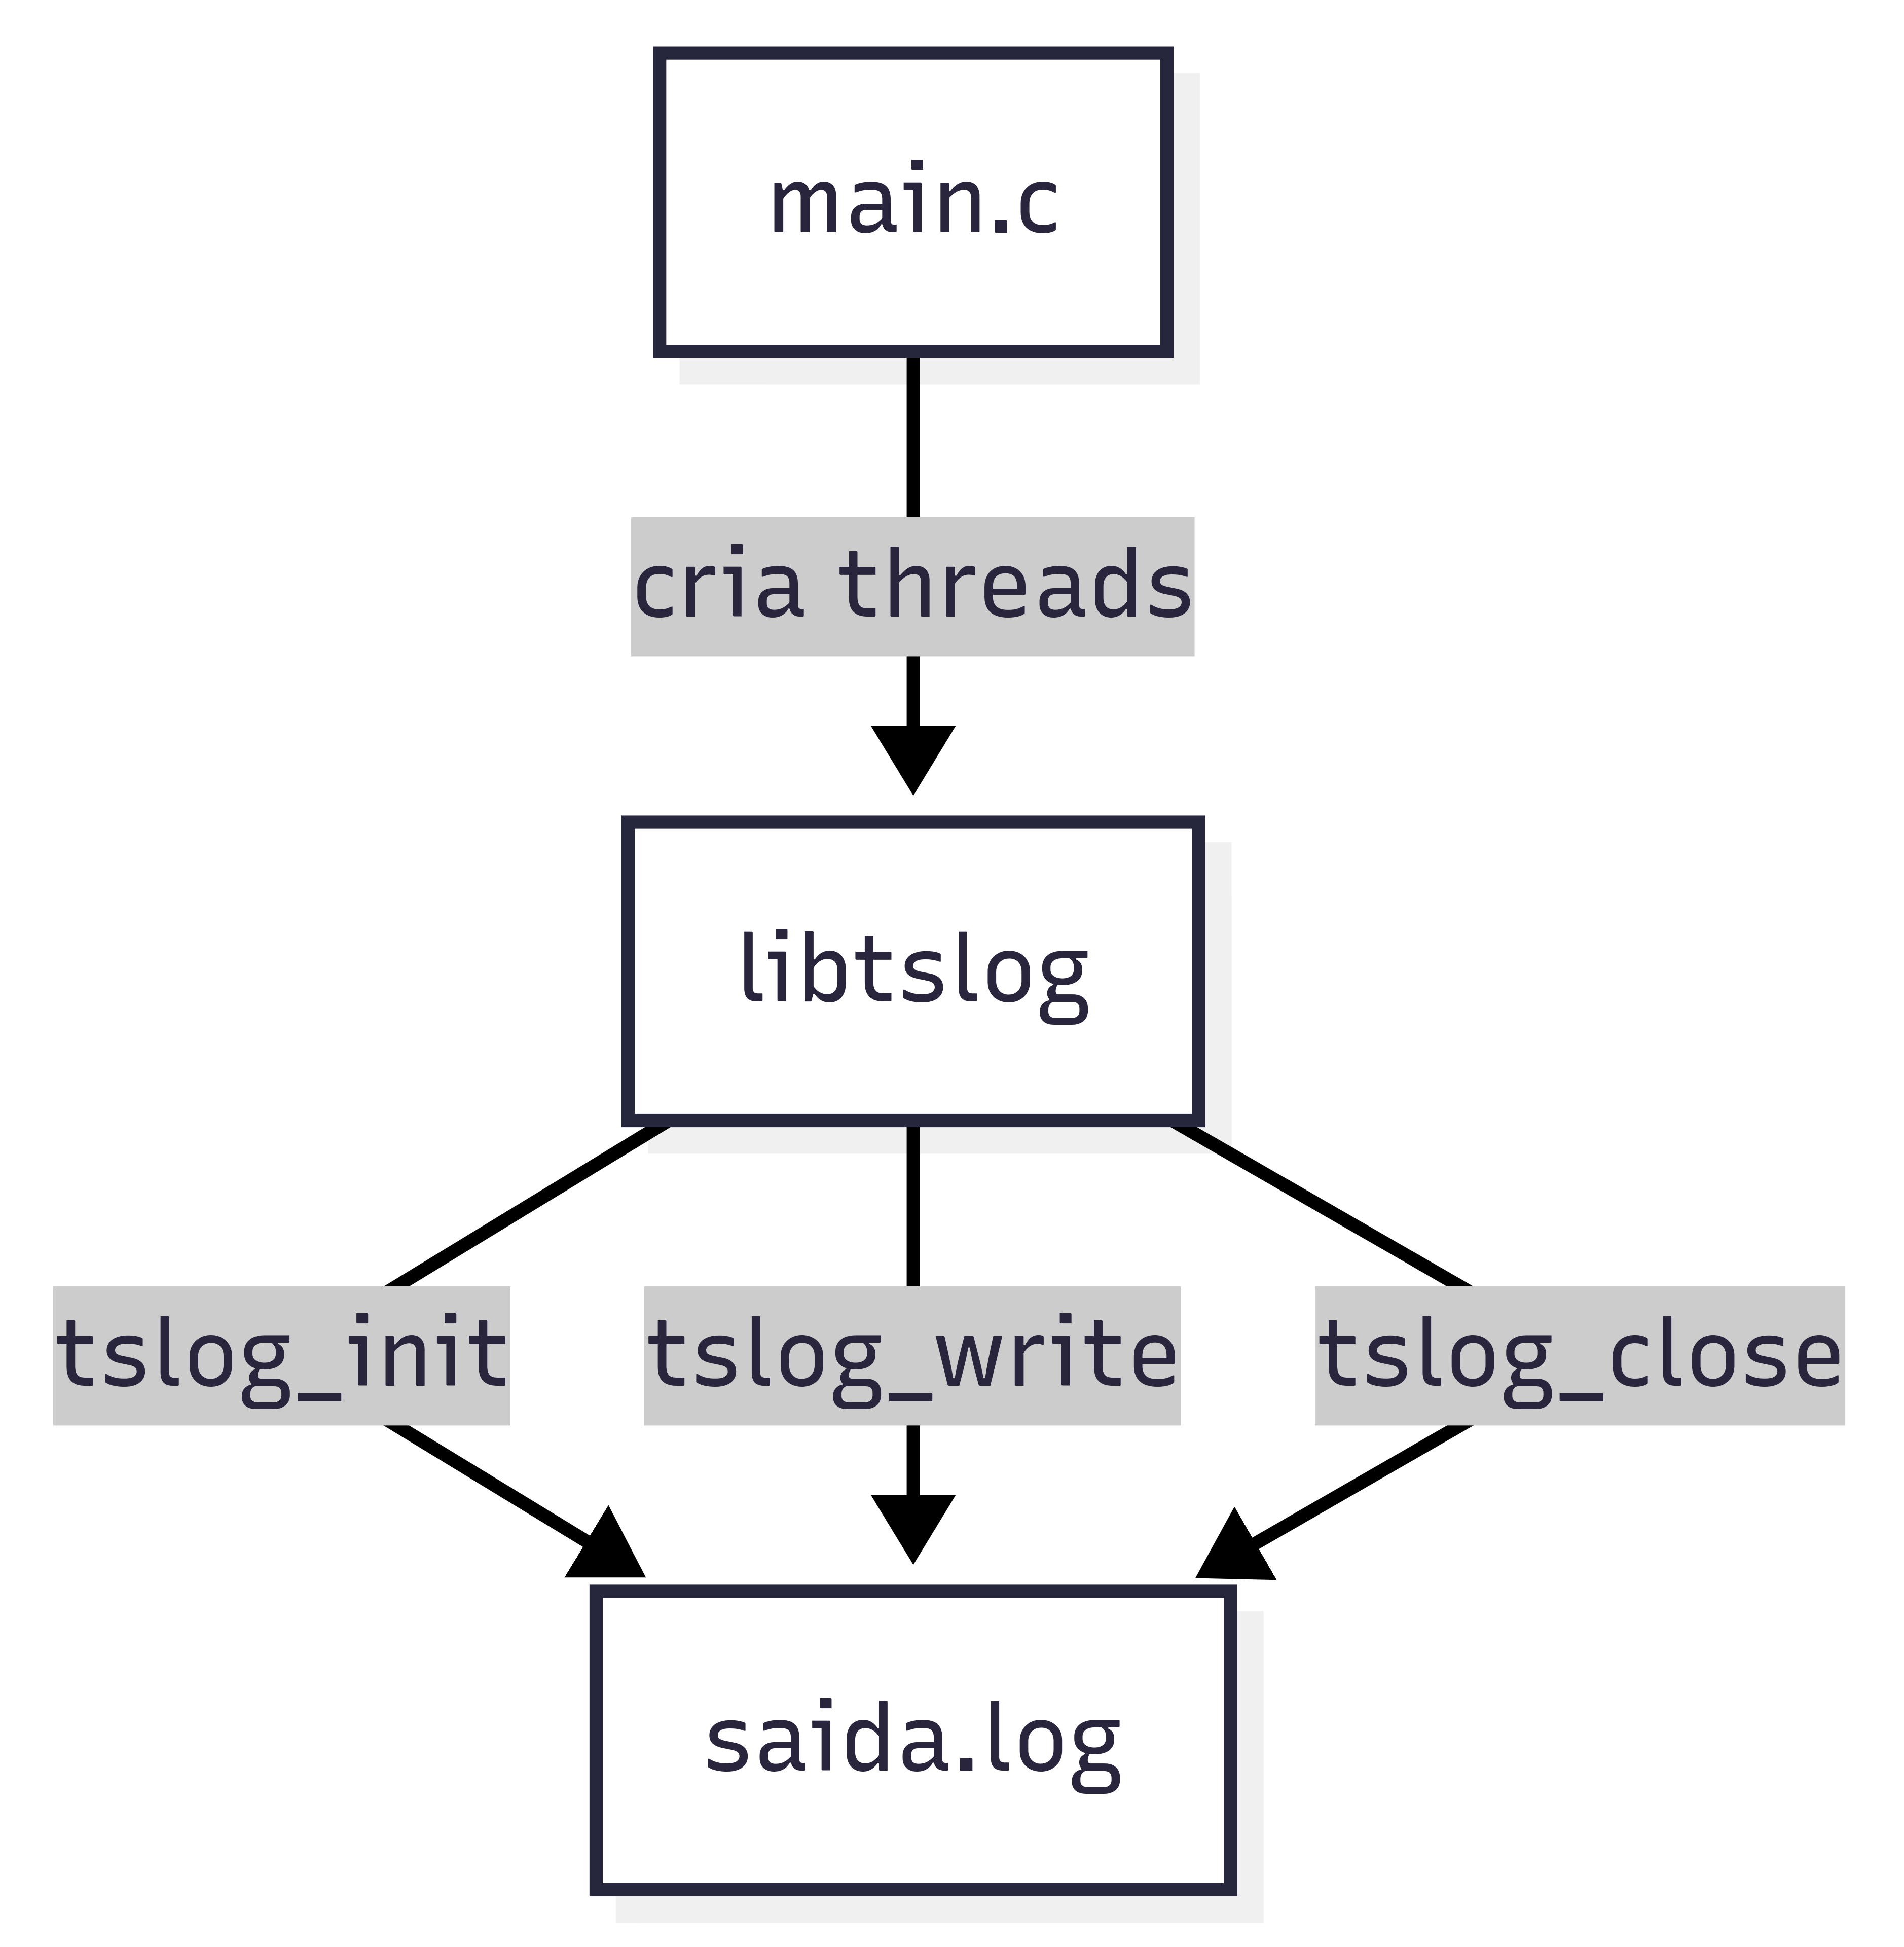 main.c
cria threads
libtslog
tslog_init
tslog_write
tslog_close
saida.log